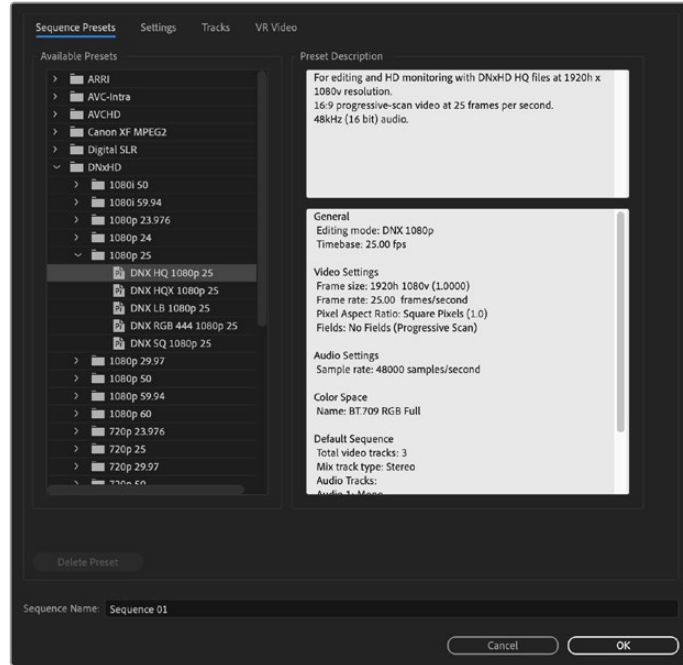 Sequence Presets
Settings
Tracks
VR Video
Available Presets
ARRI
AVC-Intra
AVCHD
Canon XF MPEG2
Digital SLR
DNxHD
1080i 50
1080i 59.94
1080p 23.976
1080p 24
1080p 25
DNX HQ 1080p 25
DNX HQX 1080p 25
DNX LB 1080p 25
DNX RGB 444 1080p 25
DNX SQ 1080p 25
1080p 29.97
1080p 50
1080p 59.94
1080p 60
720p 23.976
720p 25
720p 29.97
720p 50
Preset Description
For editing and HD monitoring with DNxHD HQ files at 1920h x
1080v resolution.
16:9 progressive-scan video at 25 frames per second.
48kHz (16 bit) audio.
General
Editing mode: DNX 1080p
Timebase: 25.00 fps
Video Settings
Frame size: 1920h 1080v (1.0000)
Frame rate: 25.00 frames/second
Pixel Aspect Ratio: Square Pixels (1.0)
Fields: No Fields (Progressive Scan)
Audio Settings
Sample rate: 48000 samples/second
Color Space
Name: BT.709 RGB Full
Default Sequence
Total video tracks: 3
Mix track type: Stereo
Audio Tracks:
Audio 1: Mono
Delete Preset
Sequence Name: Sequence 01
Cancel
OK